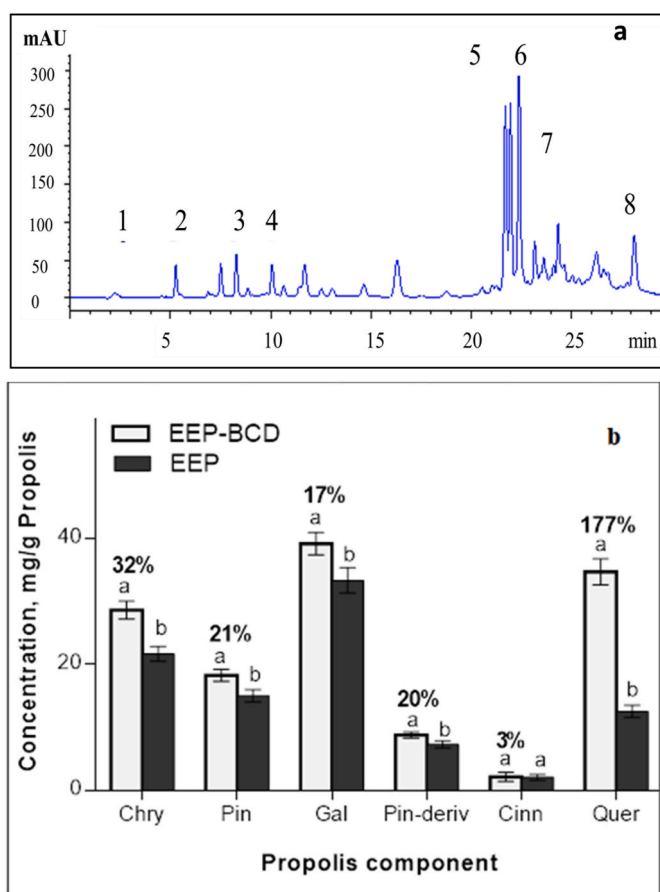 mAU
a
300
250
200
150
100
50
0
1
2
3
4
5
6
7
8
5
10
15
20
25
min
EEP-BCD
EEP
b
Concentration, mg/g Propolis
40
20
0
32%
a
b
21%
a
b
17%
a
b
20%
a
b
3%
a
a
177%
a
b
Chry
Pin
Gal
Pin-deriv
Cinn
Quer
Propolis component